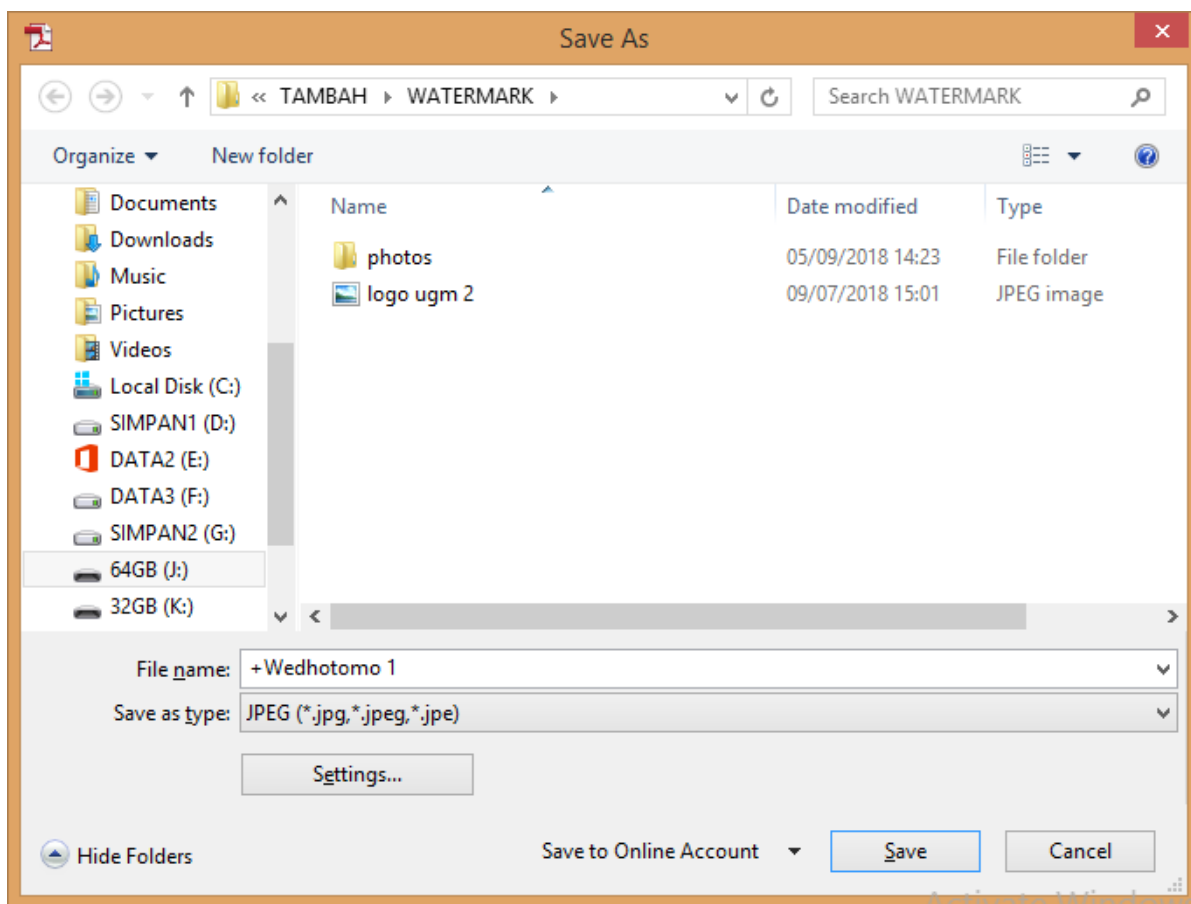 Save As
« TAMBAH WATERMARK
Search WATERMARK
Organize New folder
Documents
Downloads
Music
Pictures
Videos
Local Disk (C:)
SIMPAN1 (D:)
DATA2 (E:)
DATA3 (F:)
SIMPAN2 (G:)
64GB (J:)
32GB (K:)
Name Date modified Type
photos 05/09/2018 14:23 File folder
logo ugm 2 09/07/2018 15:01 JPEG image
File name: +Wedhotomo 1
Save as type: JPEG (*.jpg,*.jpeg,*.jpe)
Settings...
Hide Folders Save to Online Account Save Cancel